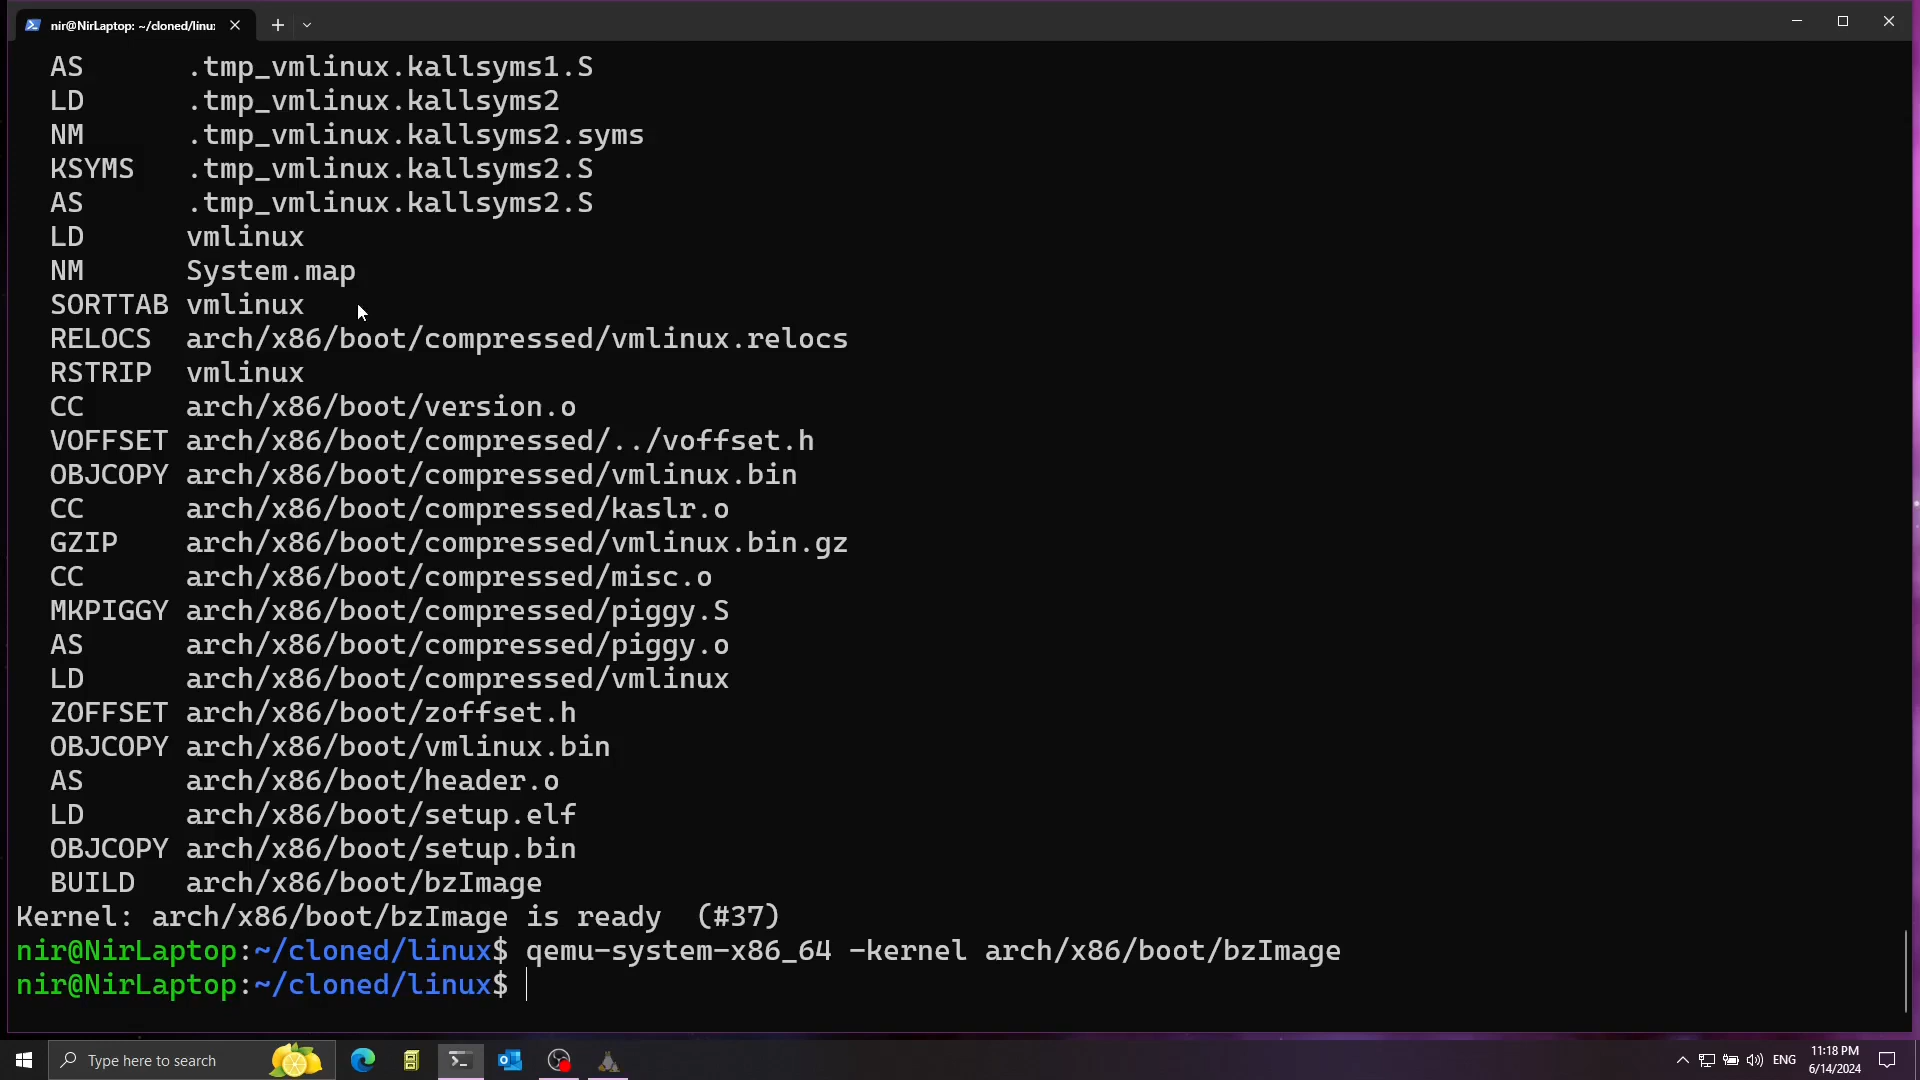 nir@NirLaptop: ~/cloned/linu
AS .tmp_vmlinux.kallsyms1.S
LD .tmp_vmlinux.kallsyms2
NM .tmp_vmlinux.kallsyms2.syms
KSYMS .tmp_vmlinux.kallsyms2.S
AS .tmp_vmlinux.kallsyms2.S
LD vmlinux
NM System.map
SORTTAB vmlinux
RELOCS arch/x86/boot/compressed/vmlinux.relocs
RSTRIP vmlinux
CC arch/x86/boot/version.o
VOFFSET arch/x86/boot/compressed/../voffset.h
OBJCOPY arch/x86/boot/compressed/vmlinux.bin
CC arch/x86/boot/compressed/kaslr.o
GZIP arch/x86/boot/compressed/vmlinux.bin.gz
CC arch/x86/boot/compressed/misc.o
MKPIGGY arch/x86/boot/compressed/piggy.S
AS arch/x86/boot/compressed/piggy.o
LD arch/x86/boot/compressed/vmlinux
ZOFFSET arch/x86/boot/zoffset.h
OBJCOPY arch/x86/boot/vmlinux.bin
AS arch/x86/boot/header.o
LD arch/x86/boot/setup.elf
OBJCOPY arch/x86/boot/setup.bin
BUILD arch/x86/boot/bzImage
Kernel: arch/x86/boot/bzImage is ready (#37)
nir@NirLaptop:~/cloned/linux$ qemu-system-x86_64 -kernel arch/x86/boot/bzImage
nir@NirLaptop:~/cloned/linux$
Type here to search
ENG
11:18 PM
6/14/2024